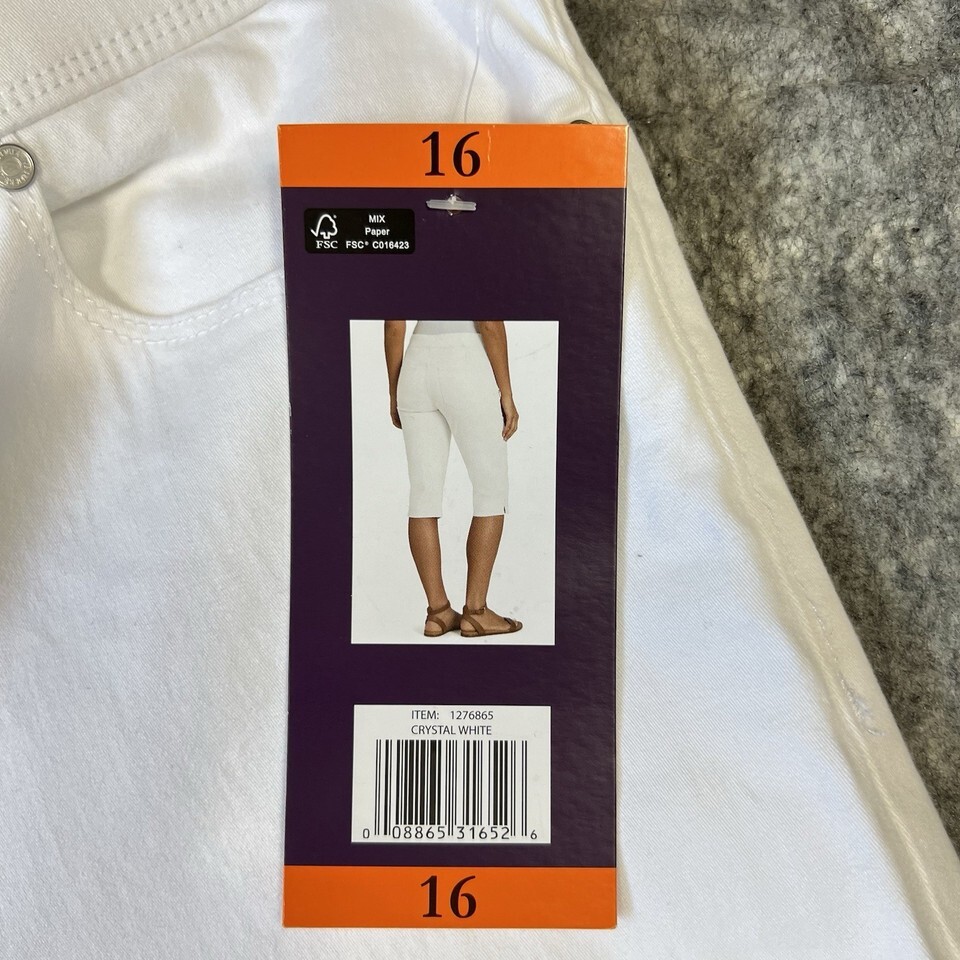 16
MIX
Paper
FSC
FSC® C016423
ITEM: 1276865
CRYSTAL WHITE
0 08865 31652 6
16